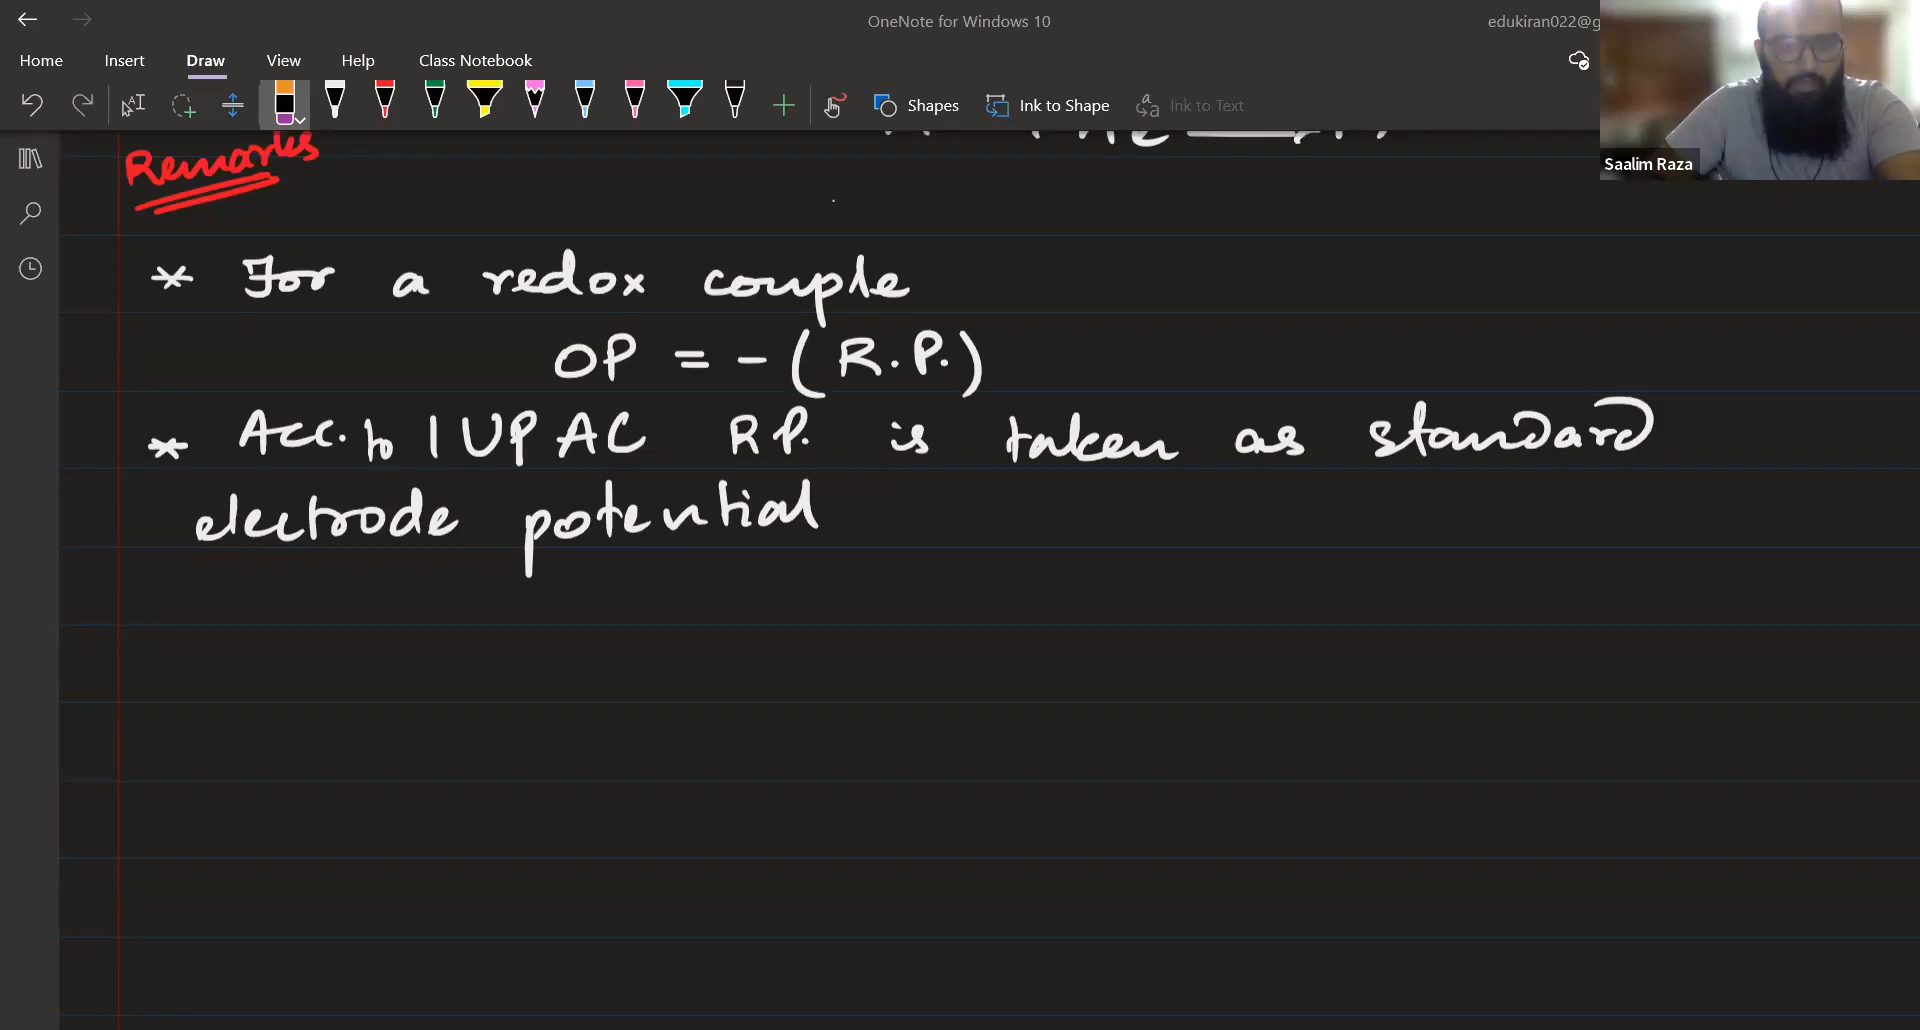 OneNote for Windows 10
edukiran022@g
Home Insert Draw View Help Class Notebook
Shapes Ink to Shape Ink to Text
Saalim Raza
Remarks
* For a redox couple
OP = - ( R.P.)
* Acc. to IUPAC RP. is taken as standard
electrode potential